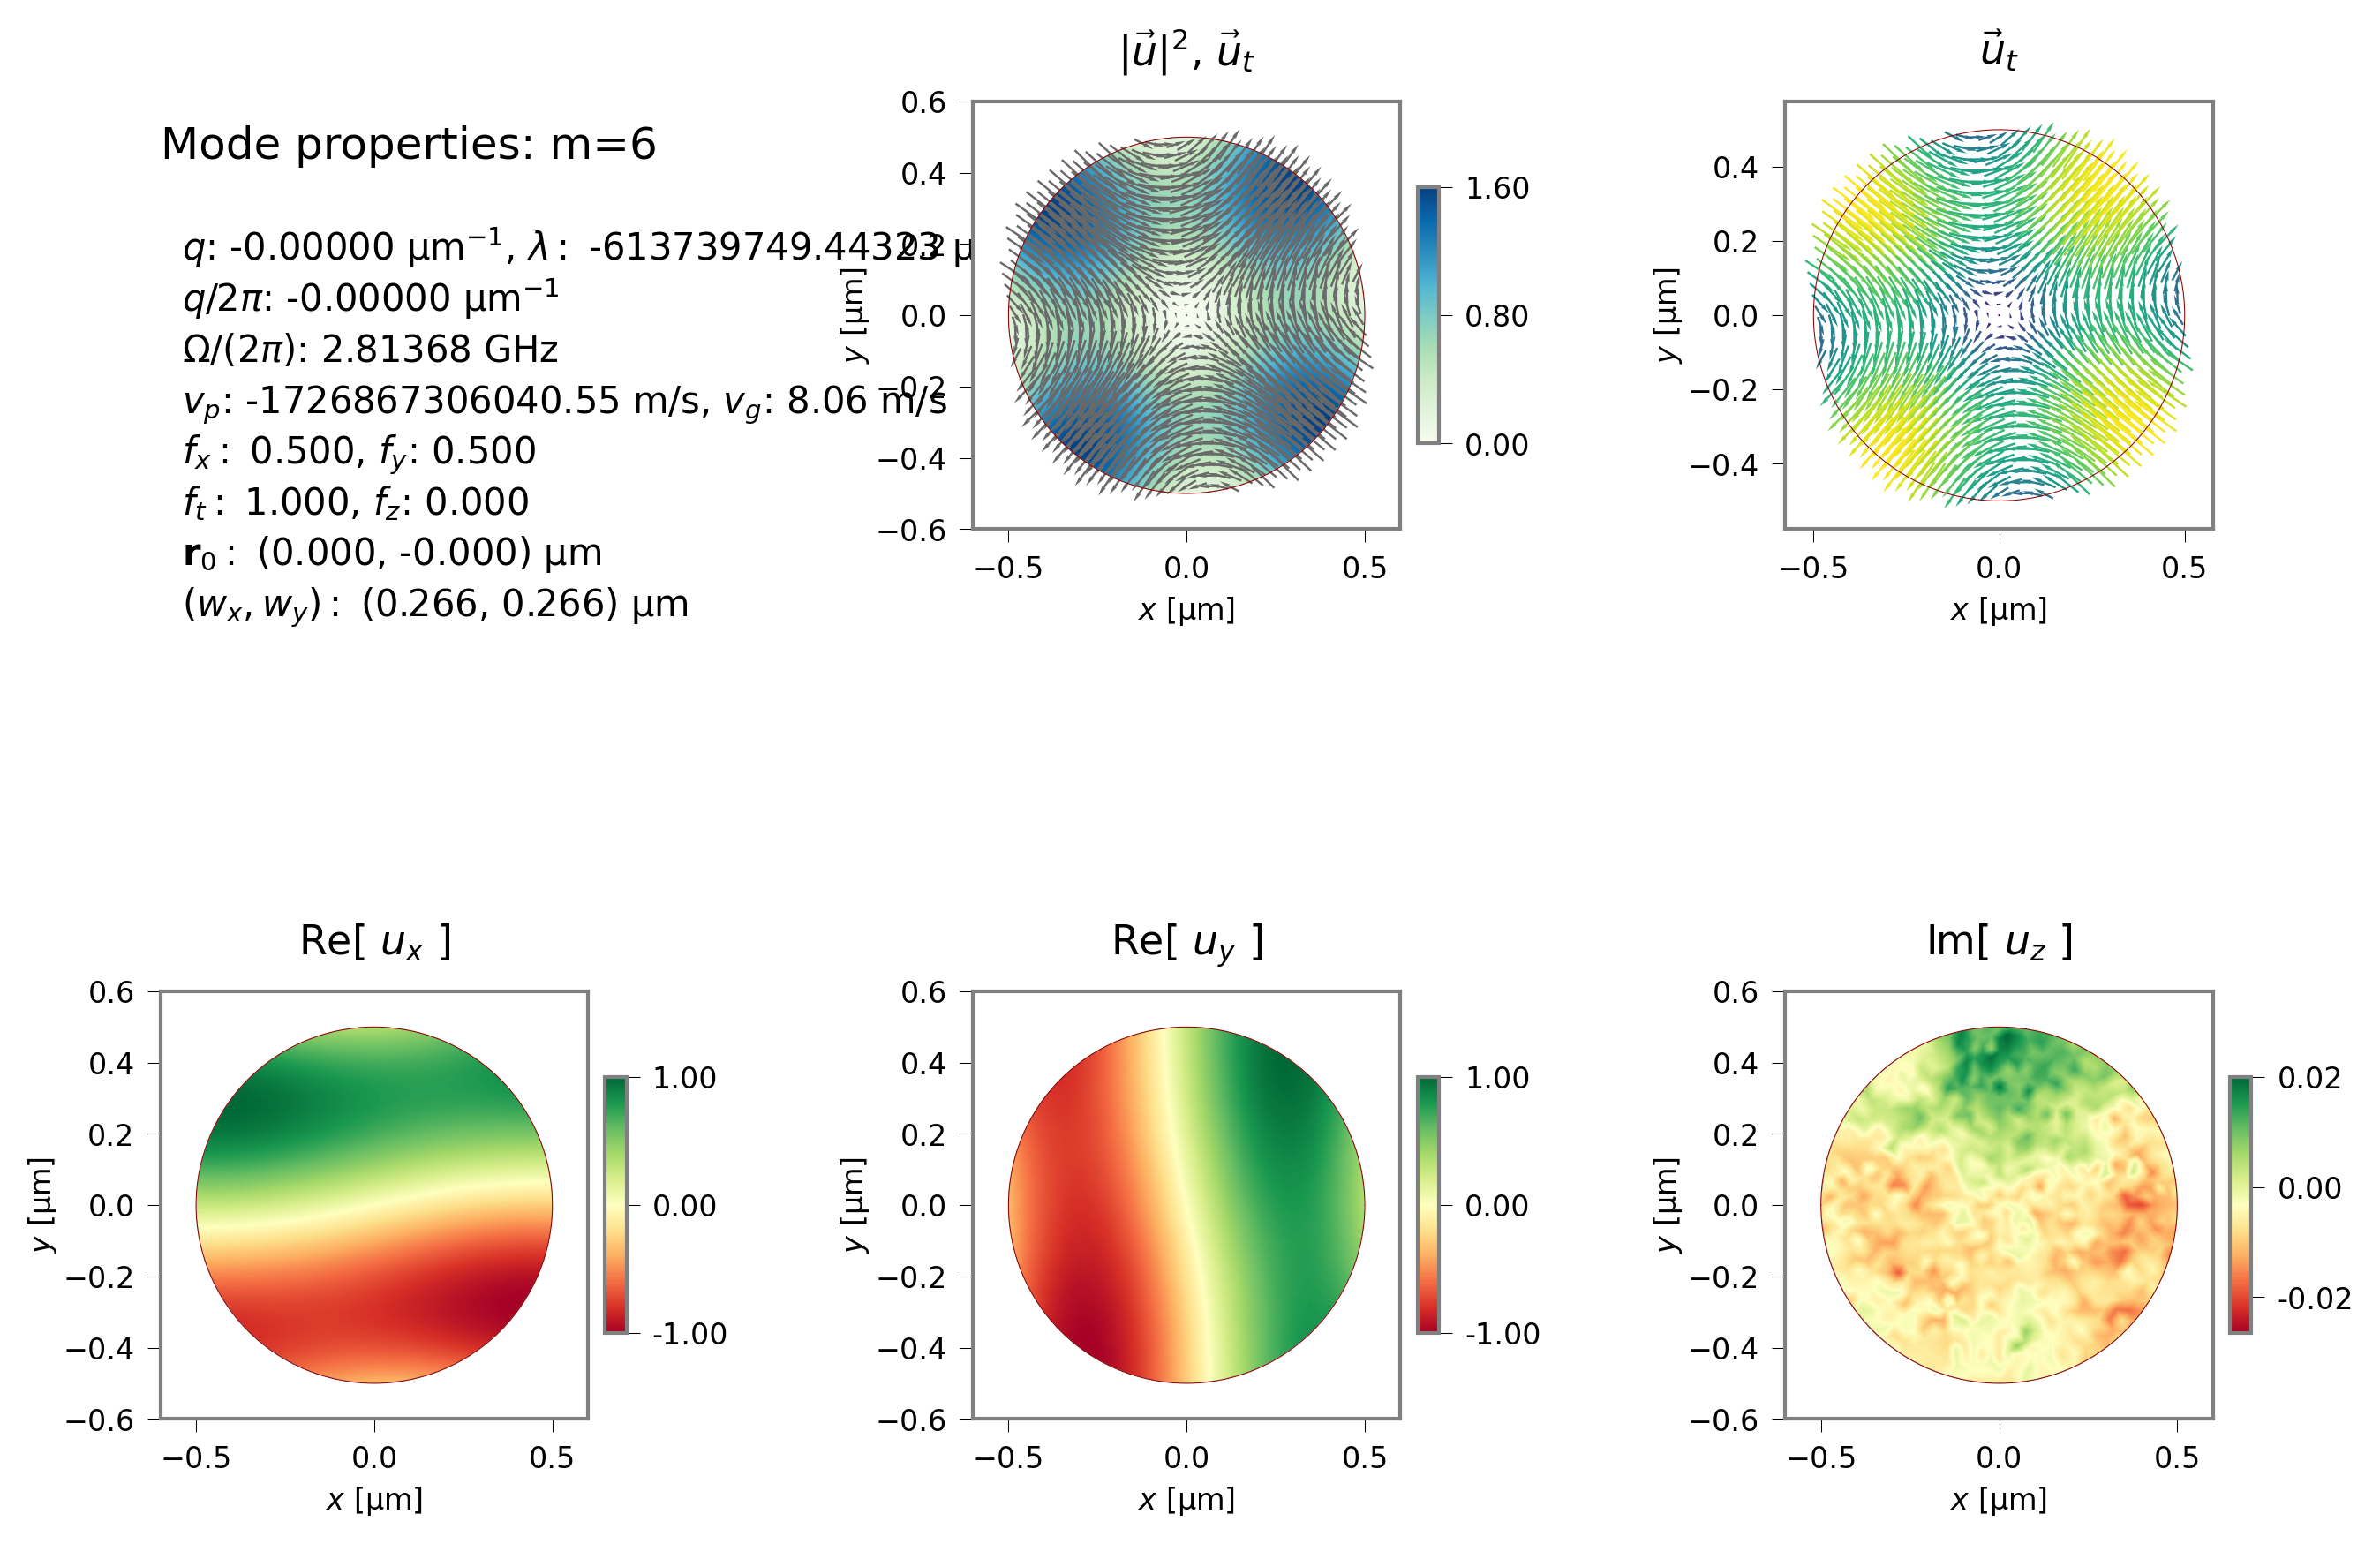 Mode properties: m=6
q: -0.00000 μm⁻¹, λ : -613739749.44323 μ
q/2π: -0.00000 μm⁻¹
Ω/(2π): 2.81368 GHz
vₚ: -1726867306040.55 m/s, v_g: 8.06 m/s
fₓ : 0.500, f_y: 0.500
f_t : 1.000, f_z: 0.000
r₀ : (0.000, -0.000) μm
(wₓ, w_y) : (0.266, 0.266) μm
|u⃗|², u⃗_t
0.6
0.4
0.2
0.0
−0.2
−0.4
−0.6
y [μm]
−0.5 0.0 0.5
x [μm]
1.60
0.80
0.00
u⃗_t
0.4
0.2
0.0
−0.2
−0.4
y [μm]
−0.5 0.0 0.5
x [μm]
Re[ uₓ ]
0.6
0.4
0.2
0.0
−0.2
−0.4
−0.6
y [μm]
−0.5 0.0 0.5
x [μm]
1.00
0.00
-1.00
Re[ u_y ]
0.6
0.4
0.2
0.0
−0.2
−0.4
−0.6
y [μm]
−0.5 0.0 0.5
x [μm]
1.00
0.00
-1.00
Im[ u_z ]
0.6
0.4
0.2
0.0
−0.2
−0.4
−0.6
y [μm]
−0.5 0.0 0.5
x [μm]
0.02
0.00
-0.02